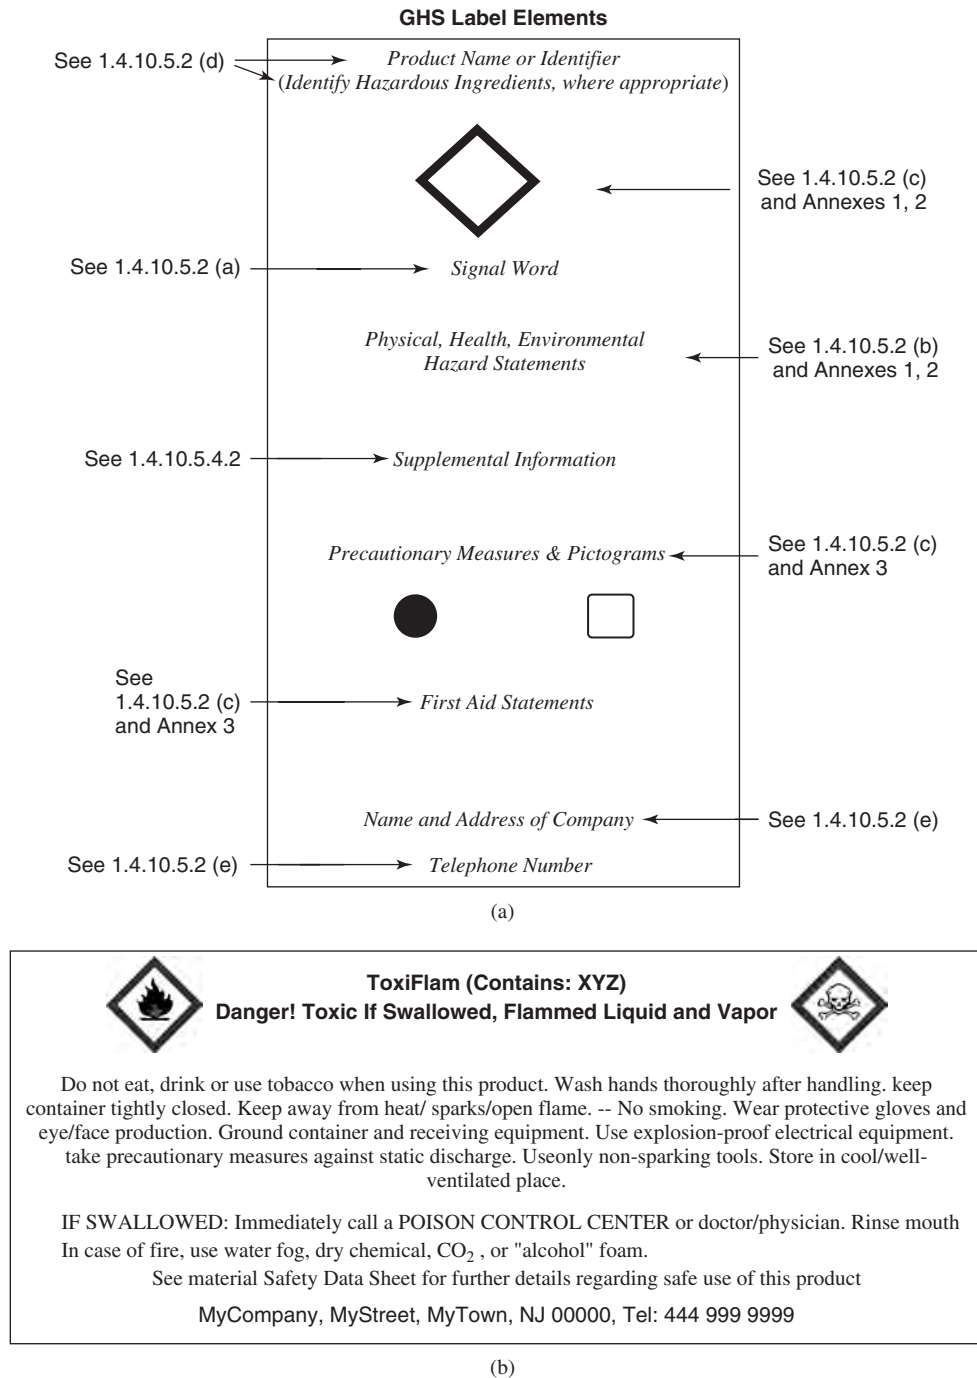 GHS Label Elements
See 1.4.10.5.2 (d)
Product Name or Identifier
(Identify Hazardous Ingredients, where appropriate)
See 1.4.10.5.2 (c)
and Annexes 1, 2
See 1.4.10.5.2 (a)
Signal Word
Physical, Health, Environmental
Hazard Statements
See 1.4.10.5.2 (b)
and Annexes 1, 2
See 1.4.10.5.4.2
Supplemental Information
Precautionary Measures & Pictograms
See 1.4.10.5.2 (c)
and Annex 3
See
1.4.10.5.2 (c)
and Annex 3
First Aid Statements
Name and Address of Company
See 1.4.10.5.2 (e)
See 1.4.10.5.2 (e)
Telephone Number
(a)
ToxiFlam (Contains: XYZ)
Danger! Toxic If Swallowed, Flammed Liquid and Vapor
Do not eat, drink or use tobacco when using this product. Wash hands thoroughly after handling. keep
container tightly closed. Keep away from heat/ sparks/open flame. -- No smoking. Wear protective gloves and
eye/face production. Ground container and receiving equipment. Use explosion-proof electrical equipment.
take precautionary measures against static discharge. Useonly non-sparking tools. Store in cool/well-
ventilated place.
IF SWALLOWED: Immediately call a POISON CONTROL CENTER or doctor/physician. Rinse mouth
In case of fire, use water fog, dry chemical, CO2 , or "alcohol" foam.
See material Safety Data Sheet for further details regarding safe use of this product
MyCompany, MyStreet, MyTown, NJ 00000, Tel: 444 999 9999
(b)